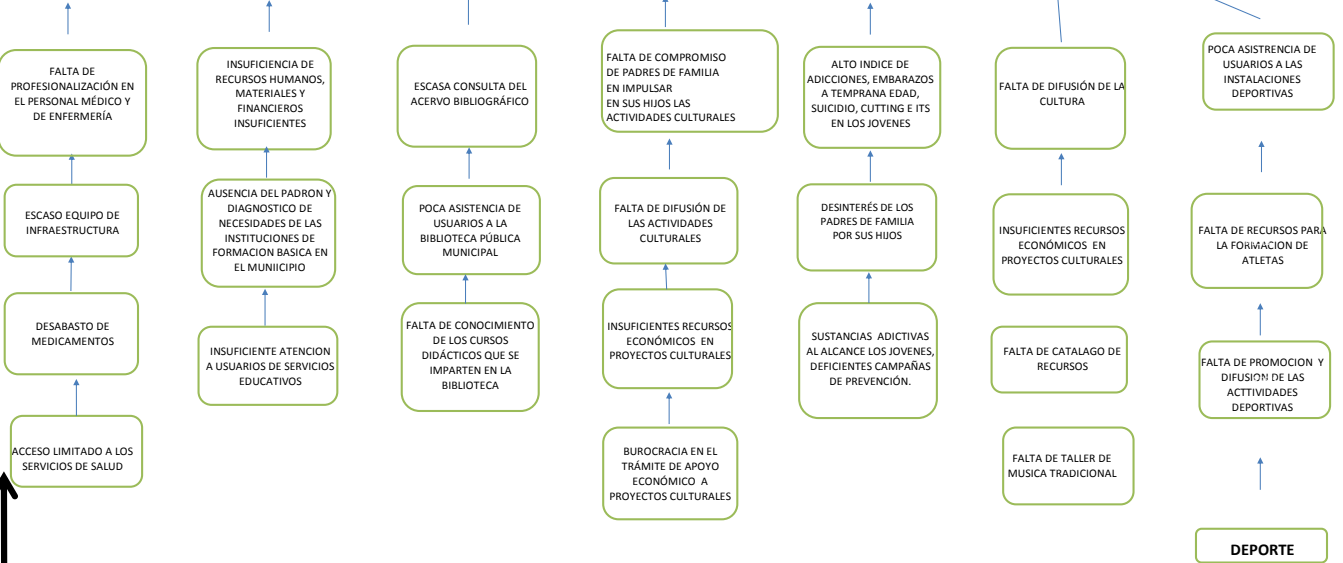 FALTA DE
PROFESIONALIZACIÓN EN
EL PERSONAL MÉDICO Y
DE ENFERMERÍA
ESCASO EQUIPO DE
INFRAESTRUCTURA
DESABASTO DE
MEDICAMENTOS
ACCESO LIMITADO A LOS
SERVICIOS DE SALUD
INSUFICIENCIA DE
RECURSOS HUMANOS,
MATERIALES Y
FINANCIEROS
INSUFICIENTES
AUSENCIA DEL PADRON Y
DIAGNOSTICO DE
NECESIDADES DE LAS
INSTITUCIONES DE
FORMACION BASICA EN
EL MUNIICIPIO
INSUFICIENTE ATENCION
A USUARIOS DE SERVICIOS
EDUCATIVOS
ESCASA CONSULTA DEL
ACERVO BIBLIOGRÁFICO
POCA ASISTENCIA DE
USUARIOS A LA
BIBLIOTECA PÚBLICA
MUNICIPAL
FALTA DE CONOCIMIENTO
DE LOS CURSOS
DIDÁCTICOS QUE SE
IMPARTEN EN LA
BIBLIOTECA
FALTA DE COMPROMISO
DE PADRES DE FAMILIA
EN IMPULSAR
EN SUS HIJOS LAS
ACTIVIDADES CULTURALES
FALTA DE DIFUSIÓN DE
LAS ACTIVIDADES
CULTURALES
INSUFICIENTES RECURSOS
ECONÓMICOS EN
PROYECTOS CULTURALES
BUROCRACIA EN EL
TRÁMITE DE APOYO
ECONÓMICO A
PROYECTOS CULTURALES
ALTO INDICE DE
ADICCIONES, EMBARAZOS
A TEMPRANA EDAD,
SUICIDIO, CUTTING E ITS
EN LOS JOVENES
DESINTERÉS DE LOS
PADRES DE FAMILIA
POR SUS HIJOS
SUSTANCIAS ADICTIVAS
AL ALCANCE LOS JOVENES,
DEFICIENTES CAMPAÑAS
DE PREVENCIÓN.
FALTA DE DIFUSIÓN DE LA
CULTURA
INSUFICIENTES RECURSOS
ECONÓMICOS EN
PROYECTOS CULTURALES
FALTA DE CATALAGO DE
RECURSOS
FALTA DE TALLER DE
MUSICA TRADICIONAL
POCA ASISTRENCIA DE
USUARIOS A LAS
INSTALACIONES
DEPORTIVAS
FALTA DE RECURSOS PARA
LA FORMACION DE
ATLETAS
FALTA DE PROMOCION Y
DIFUSION DE LAS
ACTTIVIDADES
DEPORTIVAS
DEPORTE